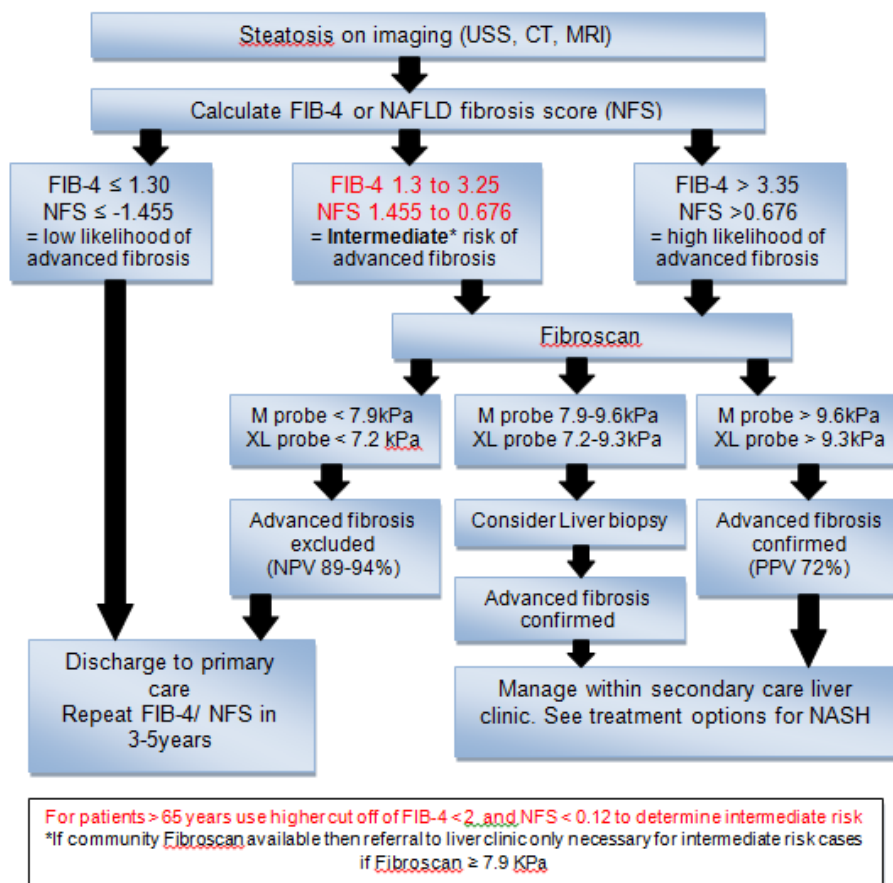 Steatosis on imaging (USS, CT, MRI)
Calculate FIB-4 or NAFLD fibrosis score (NFS)
FIB-4 ≤ 1.30
NFS ≤ -1.455
= low likelihood of
advanced fibrosis
FIB-4 1.3 to 3.25
NFS 1.455 to 0.676
= Intermediate* risk of
advanced fibrosis
FIB-4 > 3.35
NFS >0.676
= high likelihood of
advanced fibrosis
Fibroscan
M probe < 7.9kPa
XL probe < 7.2 kPa
M probe 7.9-9.6kPa
XL probe 7.2-9.3kPa
M probe > 9.6kPa
XL probe > 9.3kPa
Advanced fibrosis
excluded
(NPV 89-94%)
Consider Liver biopsy
Advanced fibrosis
confirmed
Advanced fibrosis
confirmed
(PPV 72%)
Discharge to primary
care
Repeat FIB-4/ NFS in
3-5years
Manage within secondary care liver
clinic. See treatment options for NASH
For patients > 65 years use higher cut off of FIB-4 <2 and NFS < 0.12 to determine intermediate risk
*If community Fibroscan available then referral to liver clinic only necessary for intermediate risk cases
if Fibroscan ≥ 7.9 KPa